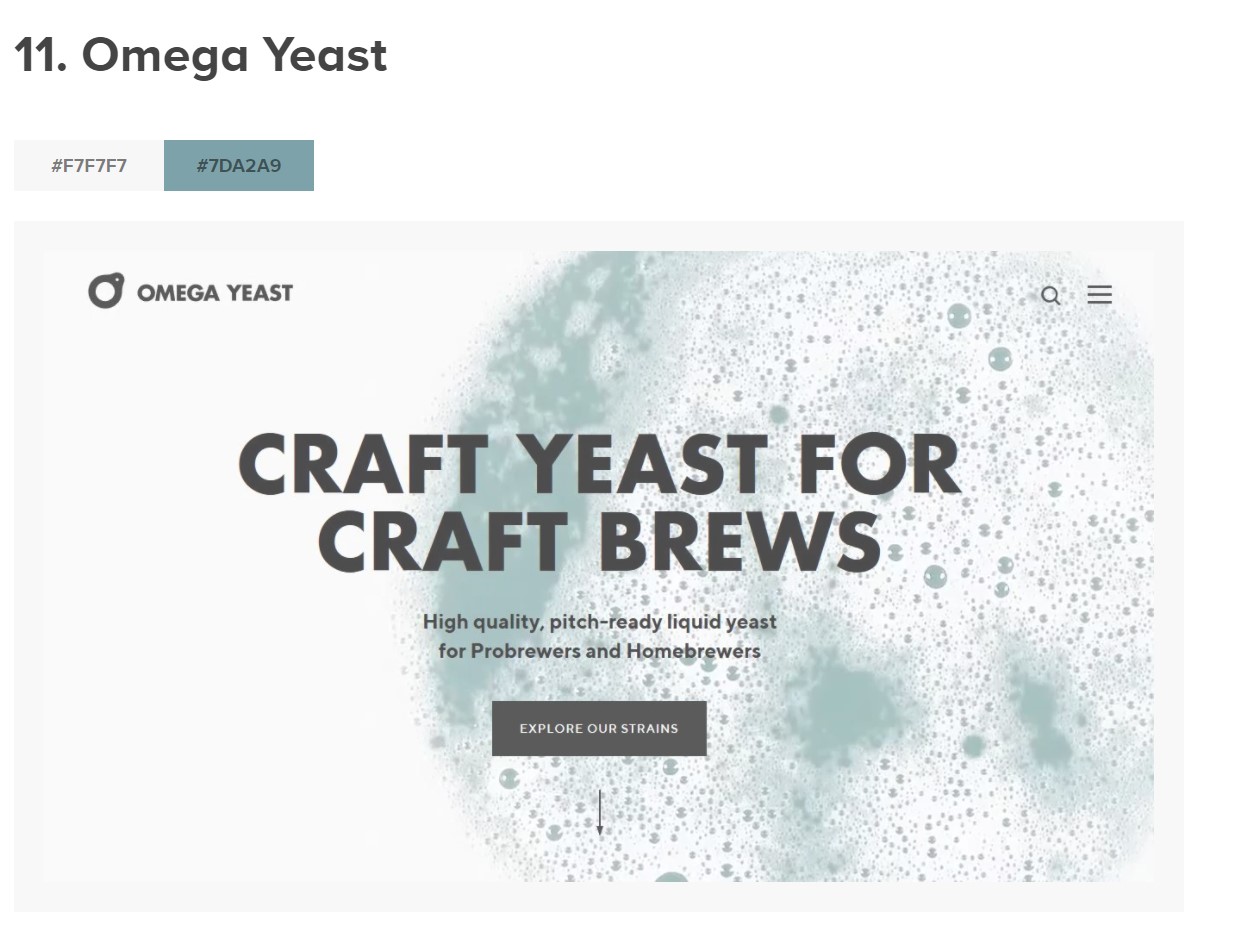 11. Omega Yeast
#F7F7F7
#7DA2A9
OMEGA YEAST
CRAFT YEAST FOR
CRAFT BREWS
High quality, pitch-ready liquid yeast
for Probrewers and Homebrewers
EXPLORE OUR STRAINS